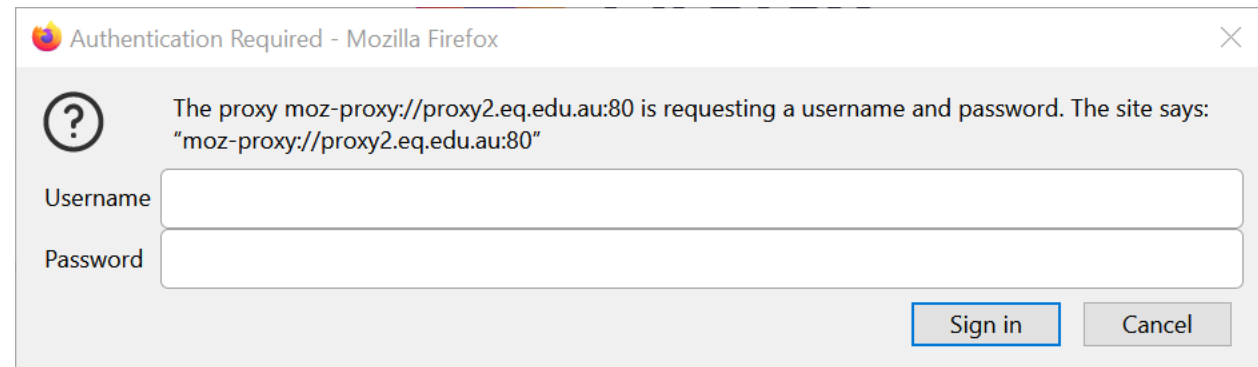 Authentication Required - Mozilla Firefox
The proxy moz-proxy://proxy2.eq.edu.au:80 is requesting a username and password. The site says:
“moz-proxy://proxy2.eq.edu.au:80”
Username
Password
Sign in Cancel